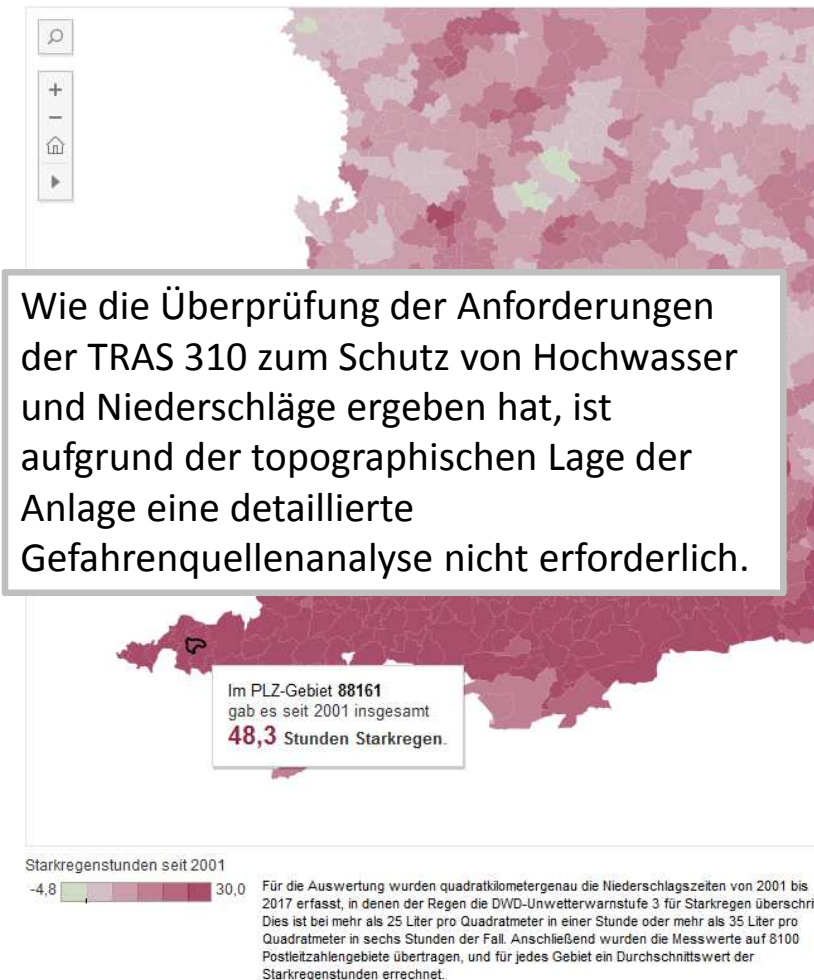 Wie die Überprüfung der Anforderungen
der TRAS 310 zum Schutz von Hochwasser
und Niederschläge ergeben hat, ist
aufgrund der topographischen Lage der
Anlage eine detaillierte
Gefahrenquellenanalyse nicht erforderlich.
Im PLZ-Gebiet 88161
gab es seit 2001 insgesamt
48,3 Stunden Starkregen.
Starkregenstunden seit 2001
-4,8 30,0
Für die Auswertung wurden quadratkilometergenau die Niederschlagszeiten von 2001 bis
2017 erfasst, in denen der Regen die DWD-Unwetterwarnstufe 3 für Starkregen überschri
Dies ist bei mehr als 25 Liter pro Quadratmeter in einer Stunde oder mehr als 35 Liter pro
Quadratmeter in sechs Stunden der Fall. Anschließend wurden die Messwerte auf 8100
Postleitzahlengebiete übertragen, und für jedes Gebiet ein Durchschnittswert der
Starkregenstunden errechnet.